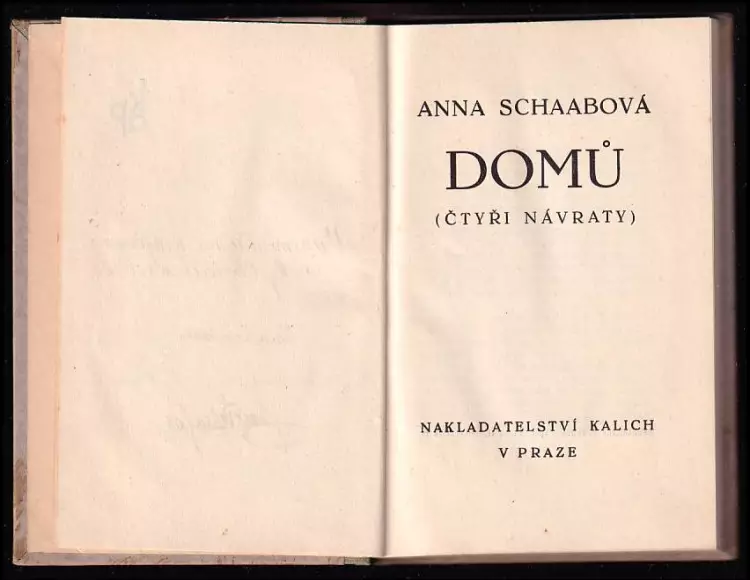 ANNA SCHAABOVÁ
DOMŮ
(ČTYŘI NÁVRATY)
NAKLADATELSTVÍ KALICH
V PRAZE